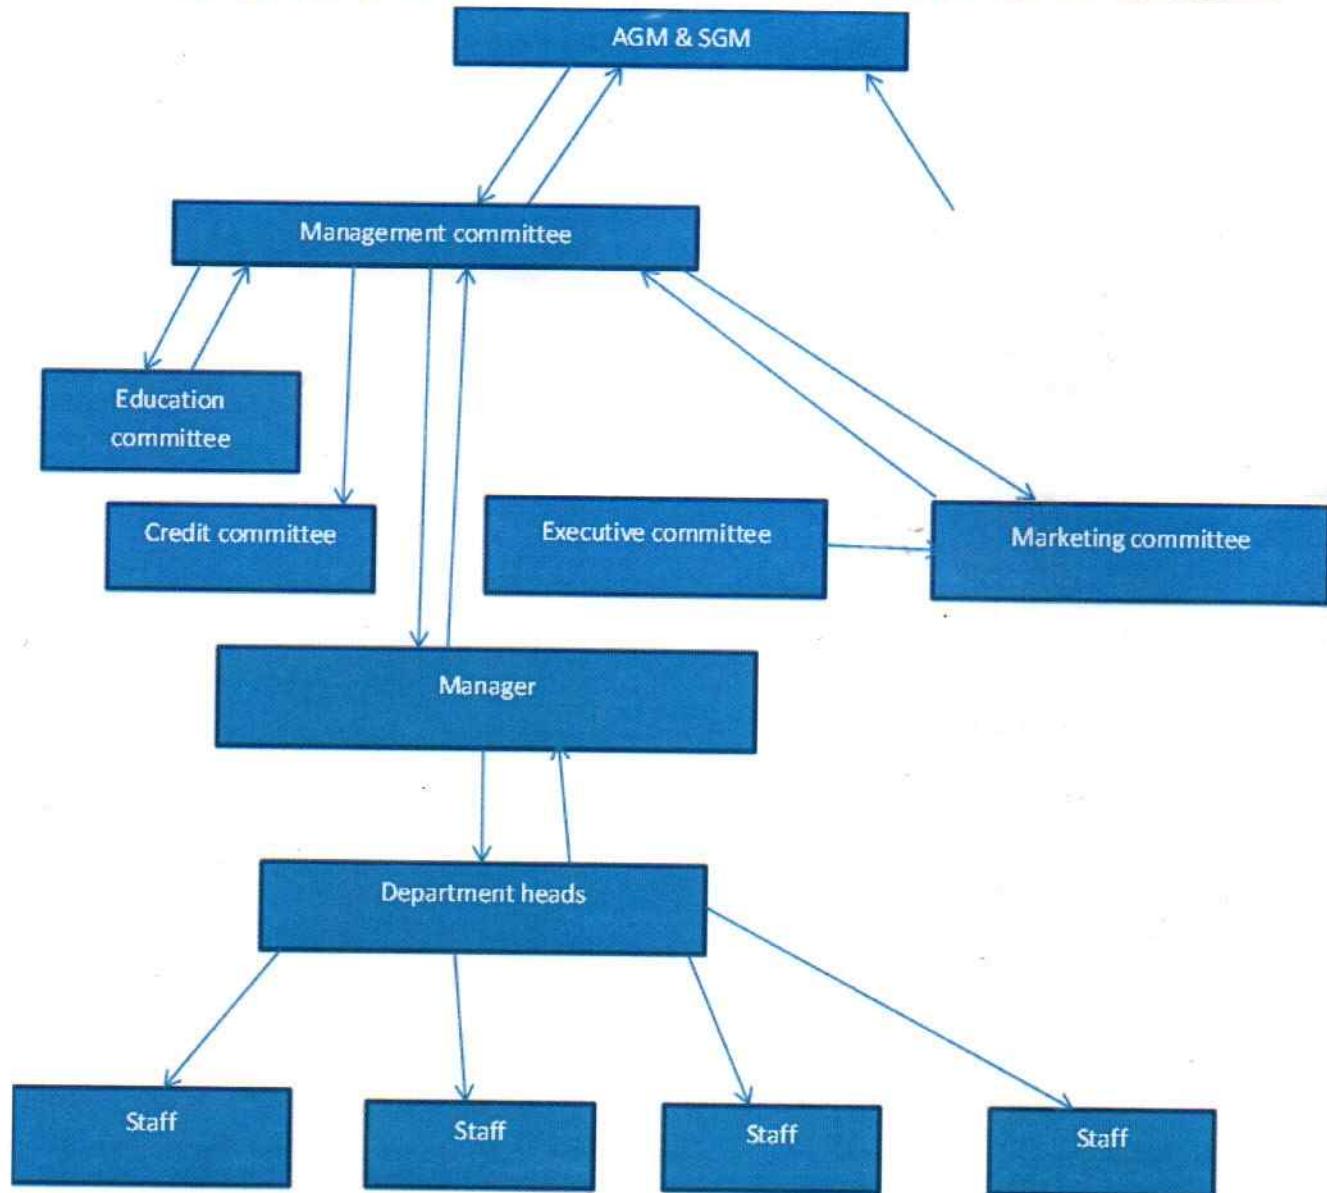 AGM & SGM
Management committee
Education
committee
Credit committee
Executive committee
Marketing committee
Manager
Department heads
Staff
Staff
Staff
Staff